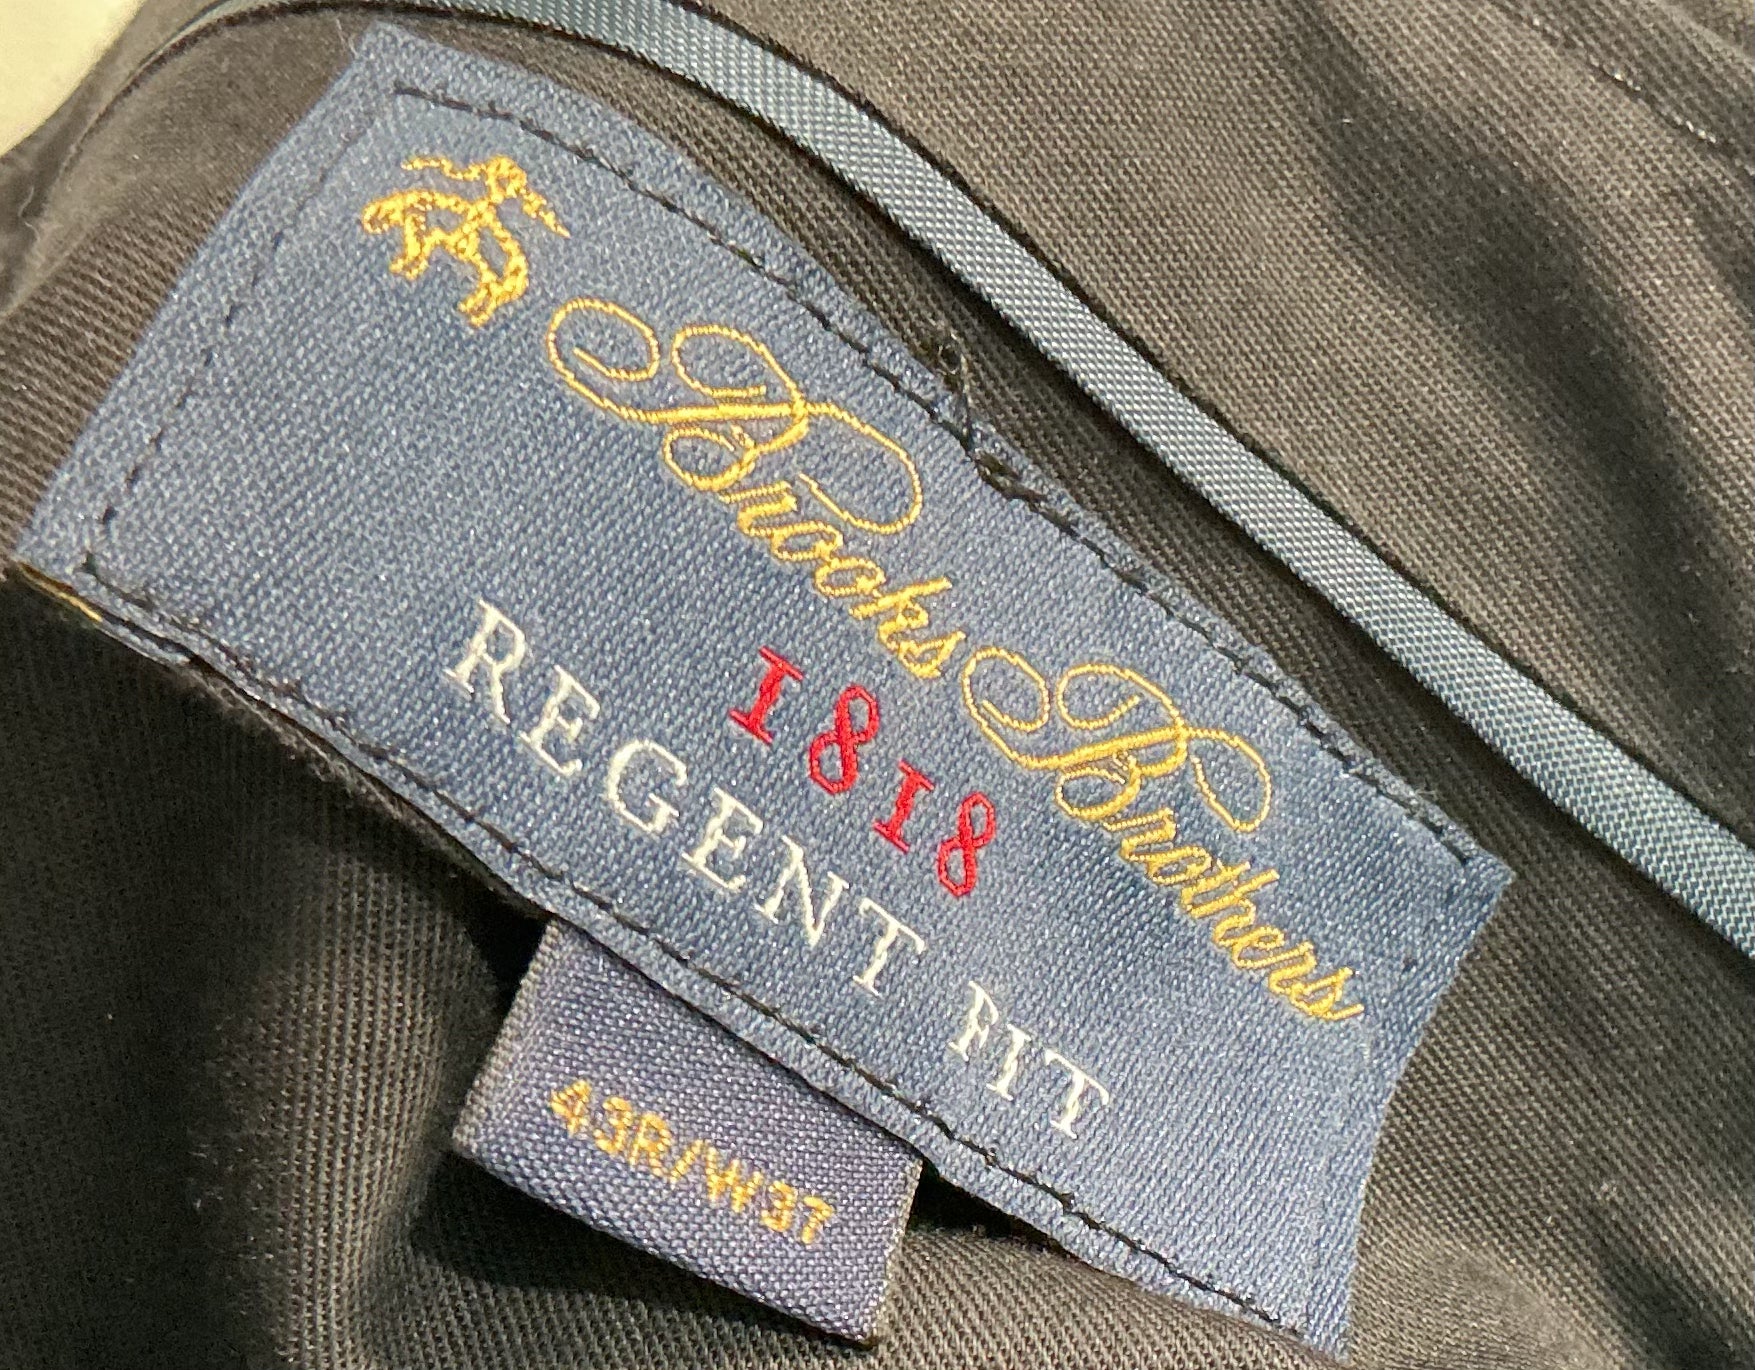 Brooks Brothers
1818
REGENT FIT
43R/W37